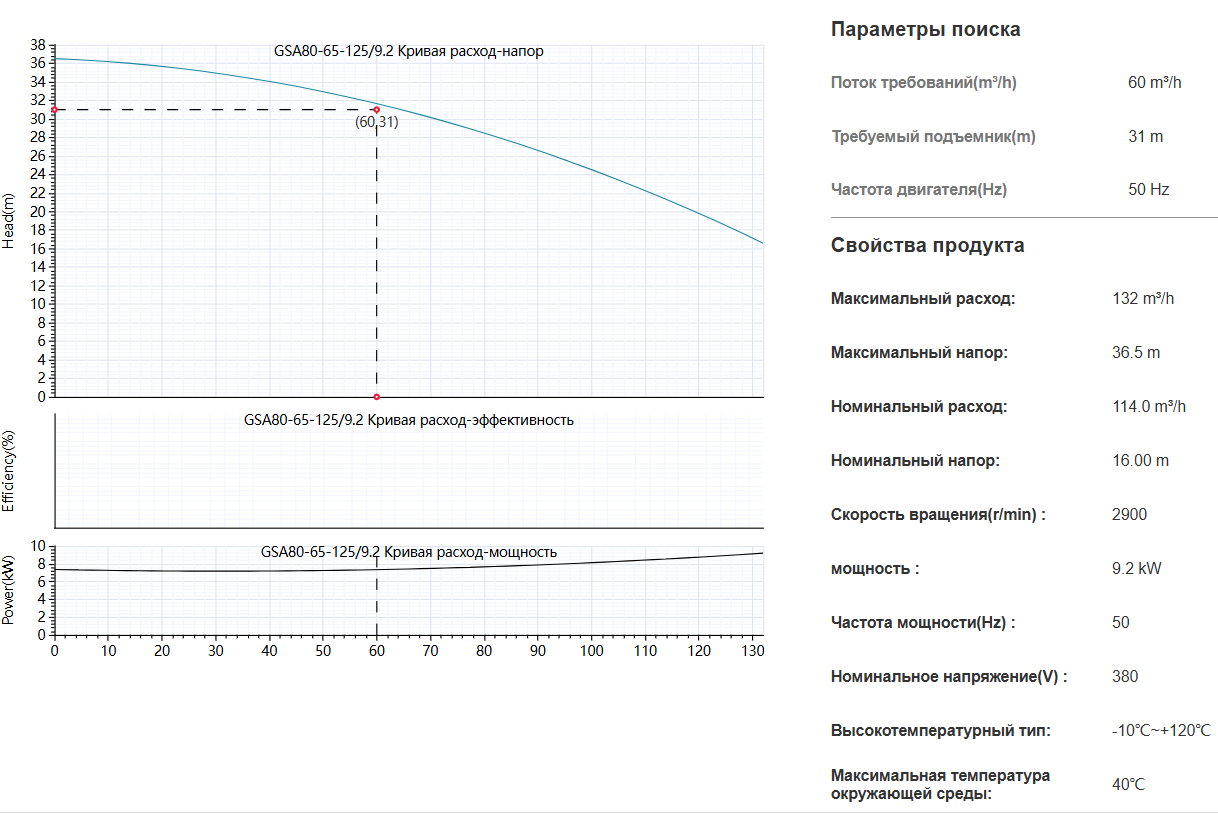 GSA80-65-125/9.2 Кривая расход-напор
38
36
34
32
30
28
26
24
22
20
18
16
14
12
10
8
6
4
2
0
Head(m)
(60,31)
GSA80-65-125/9.2 Кривая расход-эффективность
Efficiency(%)
GSA80-65-125/9.2 Кривая расход-мощность
10
8
6
4
2
0
Power(kW)
0 10 20 30 40 50 60 70 80 90 100 110 120 130
Параметры поиска
Поток требований(m³/h) 60 m³/h
Требуемый подъемник(m) 31 m
Частота двигателя(Hz) 50 Hz
Свойства продукта
Максимальный расход: 132 m³/h
Максимальный напор: 36.5 m
Номинальный расход: 114.0 m³/h
Номинальный напор: 16.00 m
Скорость вращения(r/min) : 2900
мощность : 9.2 kW
Частота мощности(Hz) : 50
Номинальное напряжение(V) : 380
Высокотемпературный тип: -10℃~+120℃
Максимальная температура
окружающей среды: 40℃